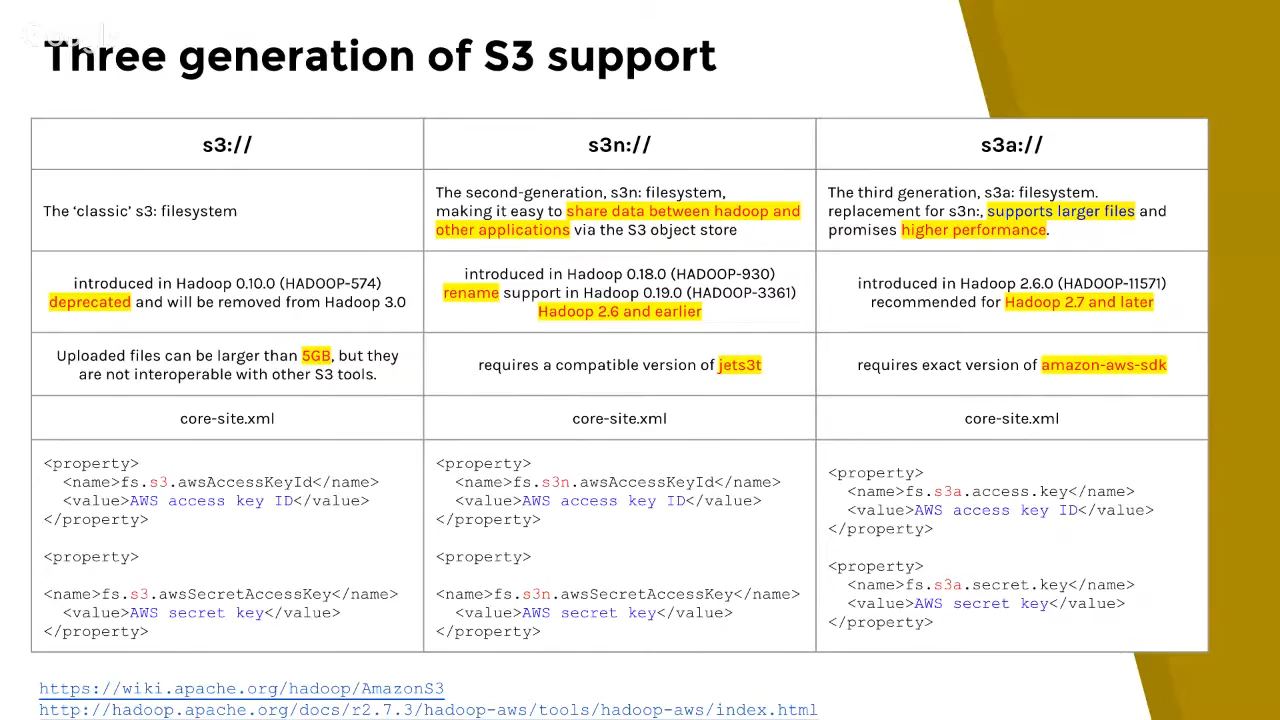 Three generation of S3 support
s3://
s3n://
s3a://
The ‘classic’ s3: filesystem
The second-generation, s3n: filesystem,
making it easy to share data between hadoop and
other applications via the S3 object store
The third generation, s3a: filesystem.
replacement for s3n:, supports larger files and
promises higher performance.
introduced in Hadoop 0.10.0 (HADOOP-574)
deprecated and will be removed from Hadoop 3.0
introduced in Hadoop 0.18.0 (HADOOP-930)
rename support in Hadoop 0.19.0 (HADOOP-3361)
Hadoop 2.6 and earlier
introduced in Hadoop 2.6.0 (HADOOP-11571)
recommended for Hadoop 2.7 and later
Uploaded files can be larger than 5GB, but they
are not interoperable with other S3 tools.
requires a compatible version of jets3t
requires exact version of amazon-aws-sdk
core-site.xml
core-site.xml
core-site.xml
<property>
<name>fs.s3.awsAccessKeyId</name>
<value>AWS access key ID</value>
</property>
<property>
<name>fs.s3.awsSecretAccessKey</name>
<value>AWS secret key</value>
</property>
<property>
<name>fs.s3n.awsAccessKeyId</name>
<value>AWS access key ID</value>
</property>
<property>
<name>fs.s3n.awsSecretAccessKey</name>
<value>AWS secret key</value>
</property>
<property>
<name>fs.s3a.access.key</name>
<value>AWS access key ID</value>
</property>
<property>
<name>fs.s3a.secret.key</name>
<value>AWS secret key</value>
</property>
https://wiki.apache.org/hadoop/AmazonS3
http://hadoop.apache.org/docs/r2.7.3/hadoop-aws/tools/hadoop-aws/index.html